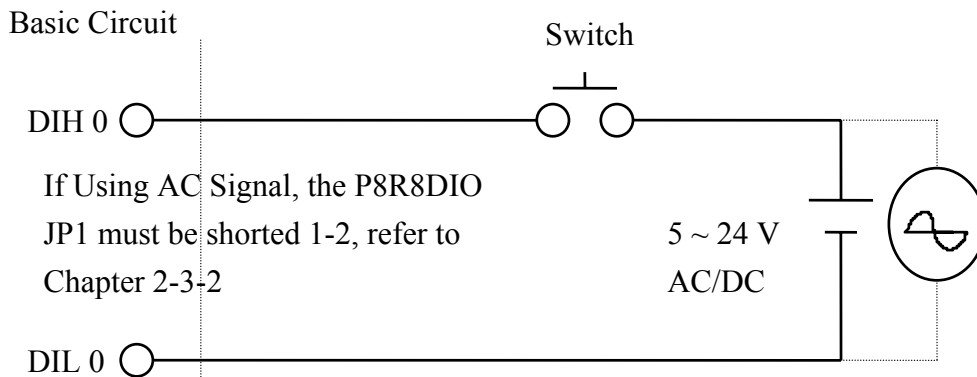 Basic Circuit
Switch
DIH 0
If Using AC Signal, the P8R8DIO
JP1 must be shorted 1-2, refer to
Chapter 2-3-2
5 ~ 24 V
AC/DC
DIL 0